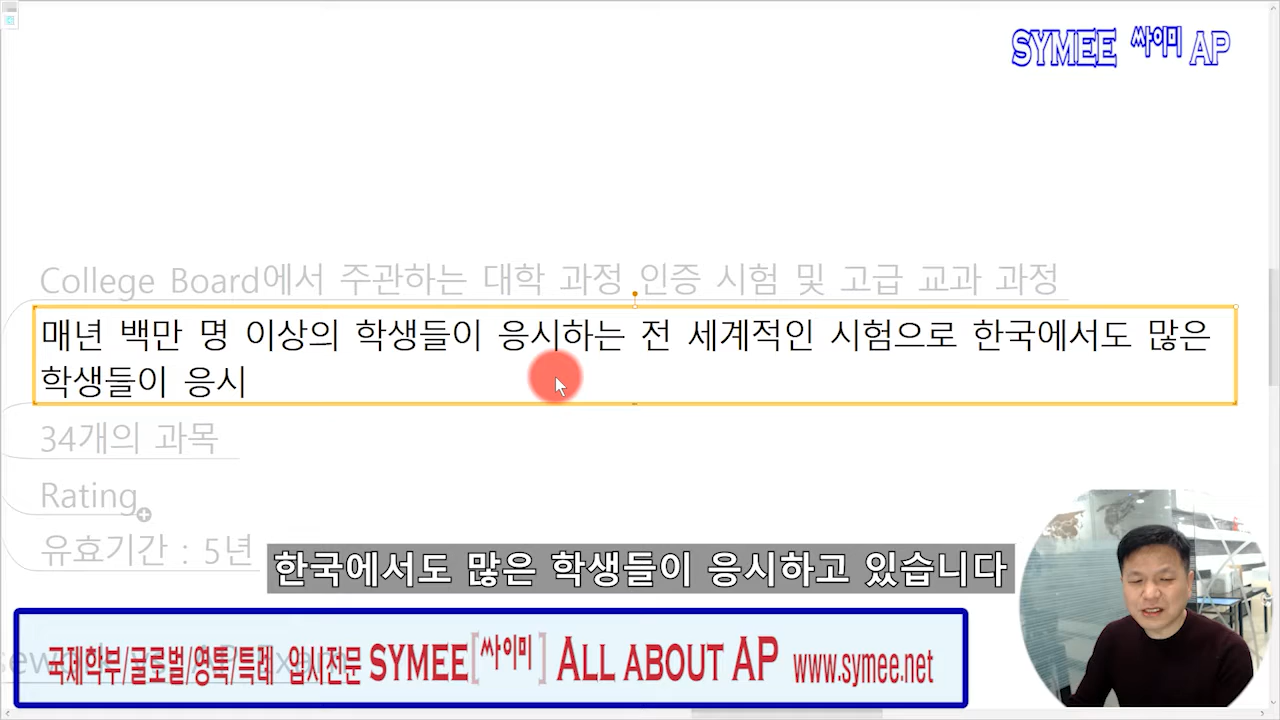 SYMEE 싸이미 AP
College Board에서 주관하는 대학 과정 인증 시험 및 고급 교과 과정
매년 백만 명 이상의 학생들이 응시하는 전 세계적인 시험으로 한국에서도 많은
학생들이 응시
34개의 과목
Rating
유효기간 : 5년
한국에서도 많은 학생들이 응시하고 있습니다
국제학부/글로벌/영특/특례 입시전문 SYMEE[싸이미] ALL ABOUT AP www.symee.net